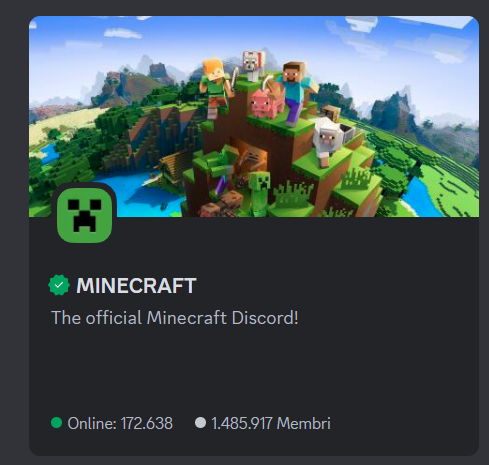 MINECRAFT
The official Minecraft Discord!
Online: 172.638 1.485.917 Membri